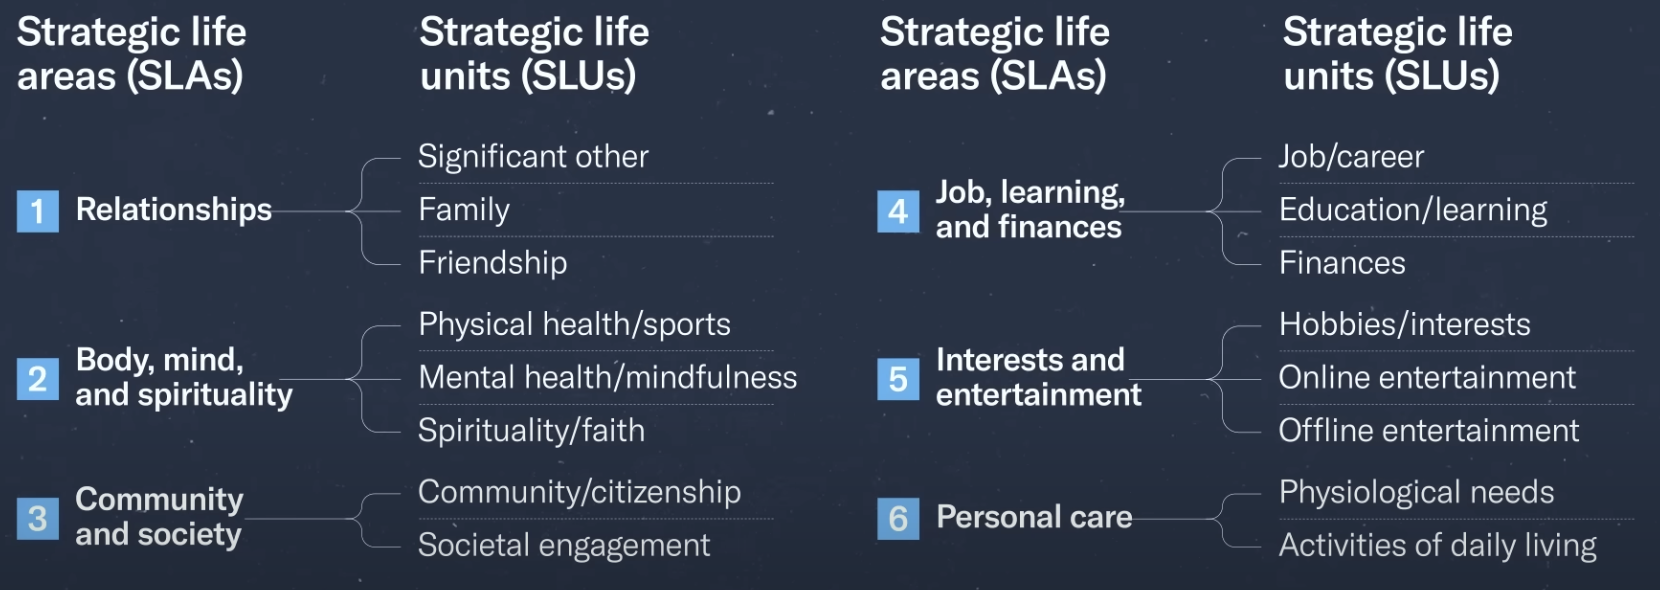 Strategic life
areas (SLAs)
Strategic life
units (SLUs)
1 Relationships
Significant other
Family
Friendship
2 Body, mind,
and spirituality
Physical health/sports
Mental health/mindfulness
Spirituality/faith
3 Community
and society
Community/citizenship
Societal engagement
Strategic life
areas (SLAs)
Strategic life
units (SLUs)
4 Job, learning,
and finances
Job/career
Education/learning
Finances
5 Interests and
entertainment
Hobbies/interests
Online entertainment
Offline entertainment
6 Personal care
Physiological needs
Activities of daily living